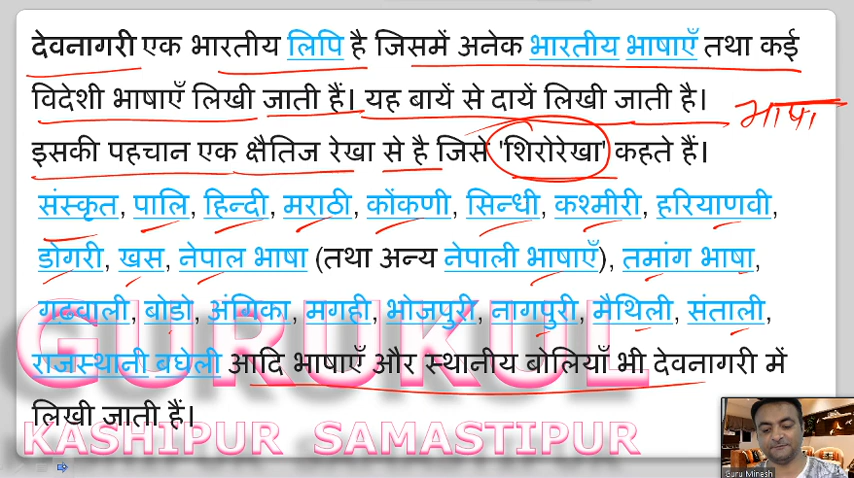 देवनागरी एक भारतीय लिपि है जिसमें अनेक भारतीय भाषाएँ तथा कई
विदेशी भाषाएँ लिखी जाती हैं। यह बायें से दायें लिखी जाती है।
भाषा
इसकी पहचान एक क्षैतिज रेखा से है जिसे 'शिरोरेखा' कहते हैं।
संस्कृत, पालि, हिन्दी, मराठी, कोंकणी, सिन्धी, कश्मीरी, हरियाणवी,
डोगरी, खस, नेपाल भाषा (तथा अन्य नेपाली भाषाएँ), तमांग भाषा,
गढ़वाली, बोडो, अंगिका, मगही, भोजपुरी, नागपुरी, मैथिली, संताली,
राजस्थानी बघेली आदि भाषाएँ और स्थानीय बोलियाँ भी देवनागरी में
लिखी जाती हैं।
GURUKUL
KASHIPUR SAMASTIPUR
Guru Minesh